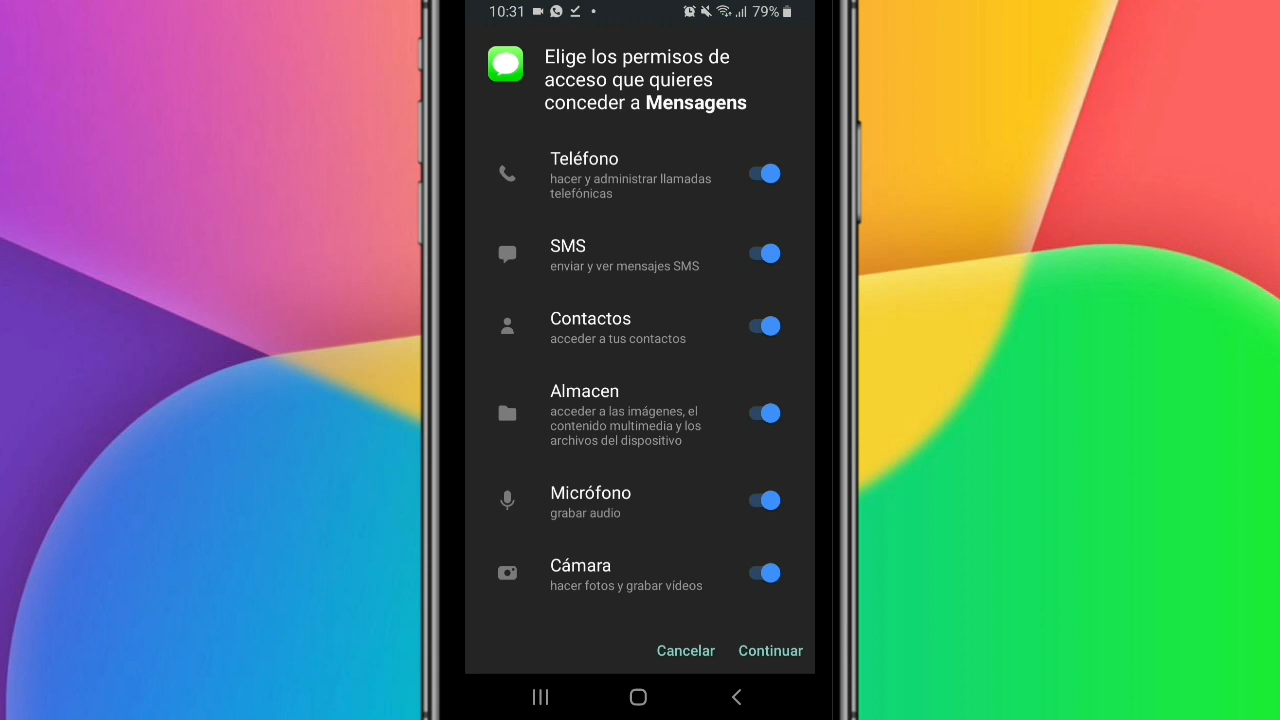 10:31
79%
Elige los permisos de
acceso que quieres
conceder a Mensagens
Teléfono
hacer y administrar llamadas
telefónicas
SMS
enviar y ver mensajes SMS
Contactos
acceder a tus contactos
Almacen
acceder a las imágenes, el
contenido multimedia y los
archivos del dispositivo
Micrófono
grabar audio
Cámara
hacer fotos y grabar vídeos
Cancelar
Continuar